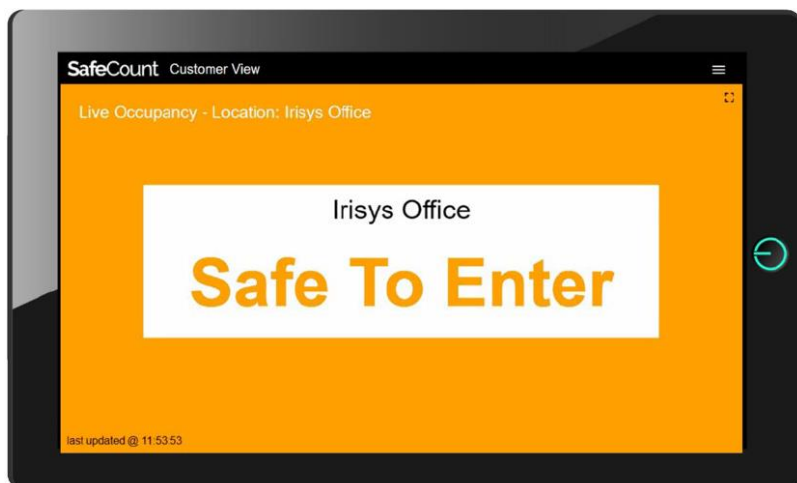 SafeCount Customer View
Live Occupancy - Location: Irisys Office
Irisys Office
Safe To Enter
last updated @ 11:53:53